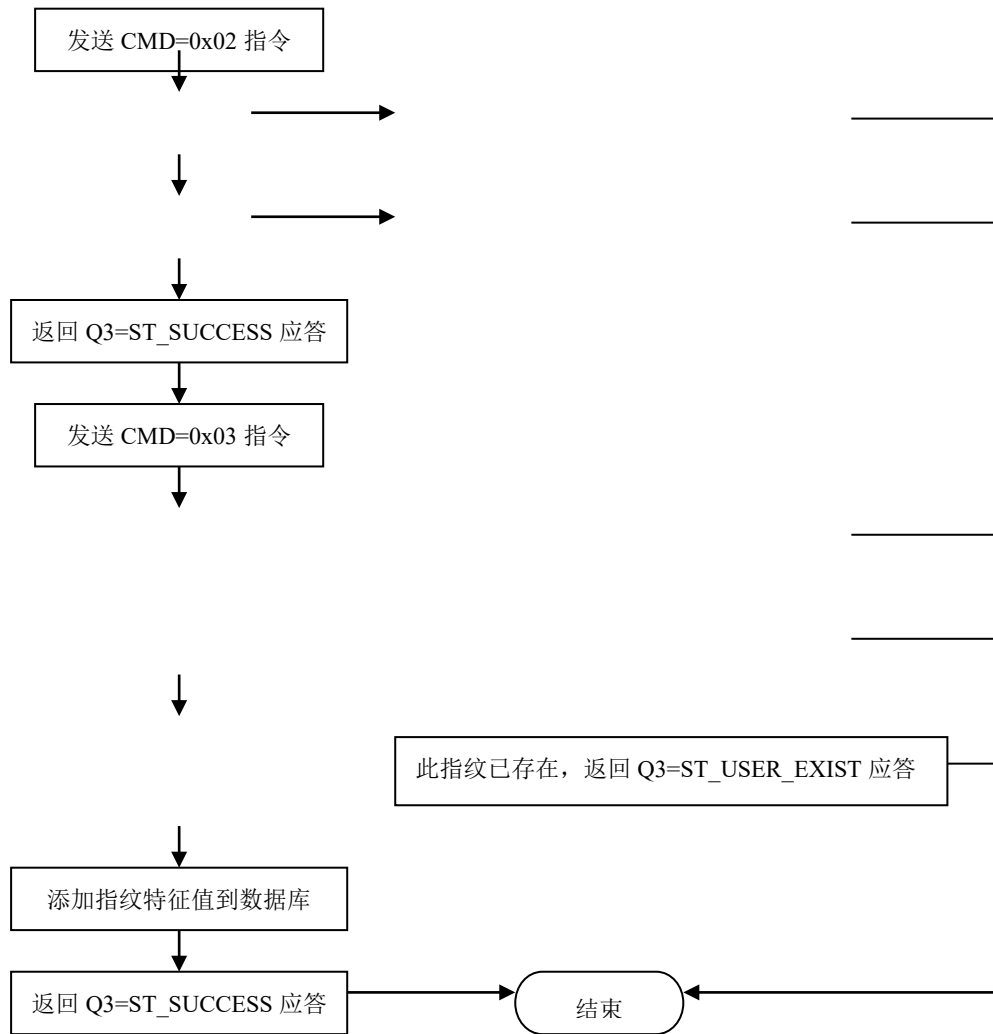 发送 CMD=0x02 指令
返回 Q3=ST_SUCCESS 应答
发送 CMD=0x03 指令
此指纹已存在，返回 Q3=ST_USER_EXIST 应答
添加指纹特征值到数据库
返回 Q3=ST_SUCCESS 应答
结束